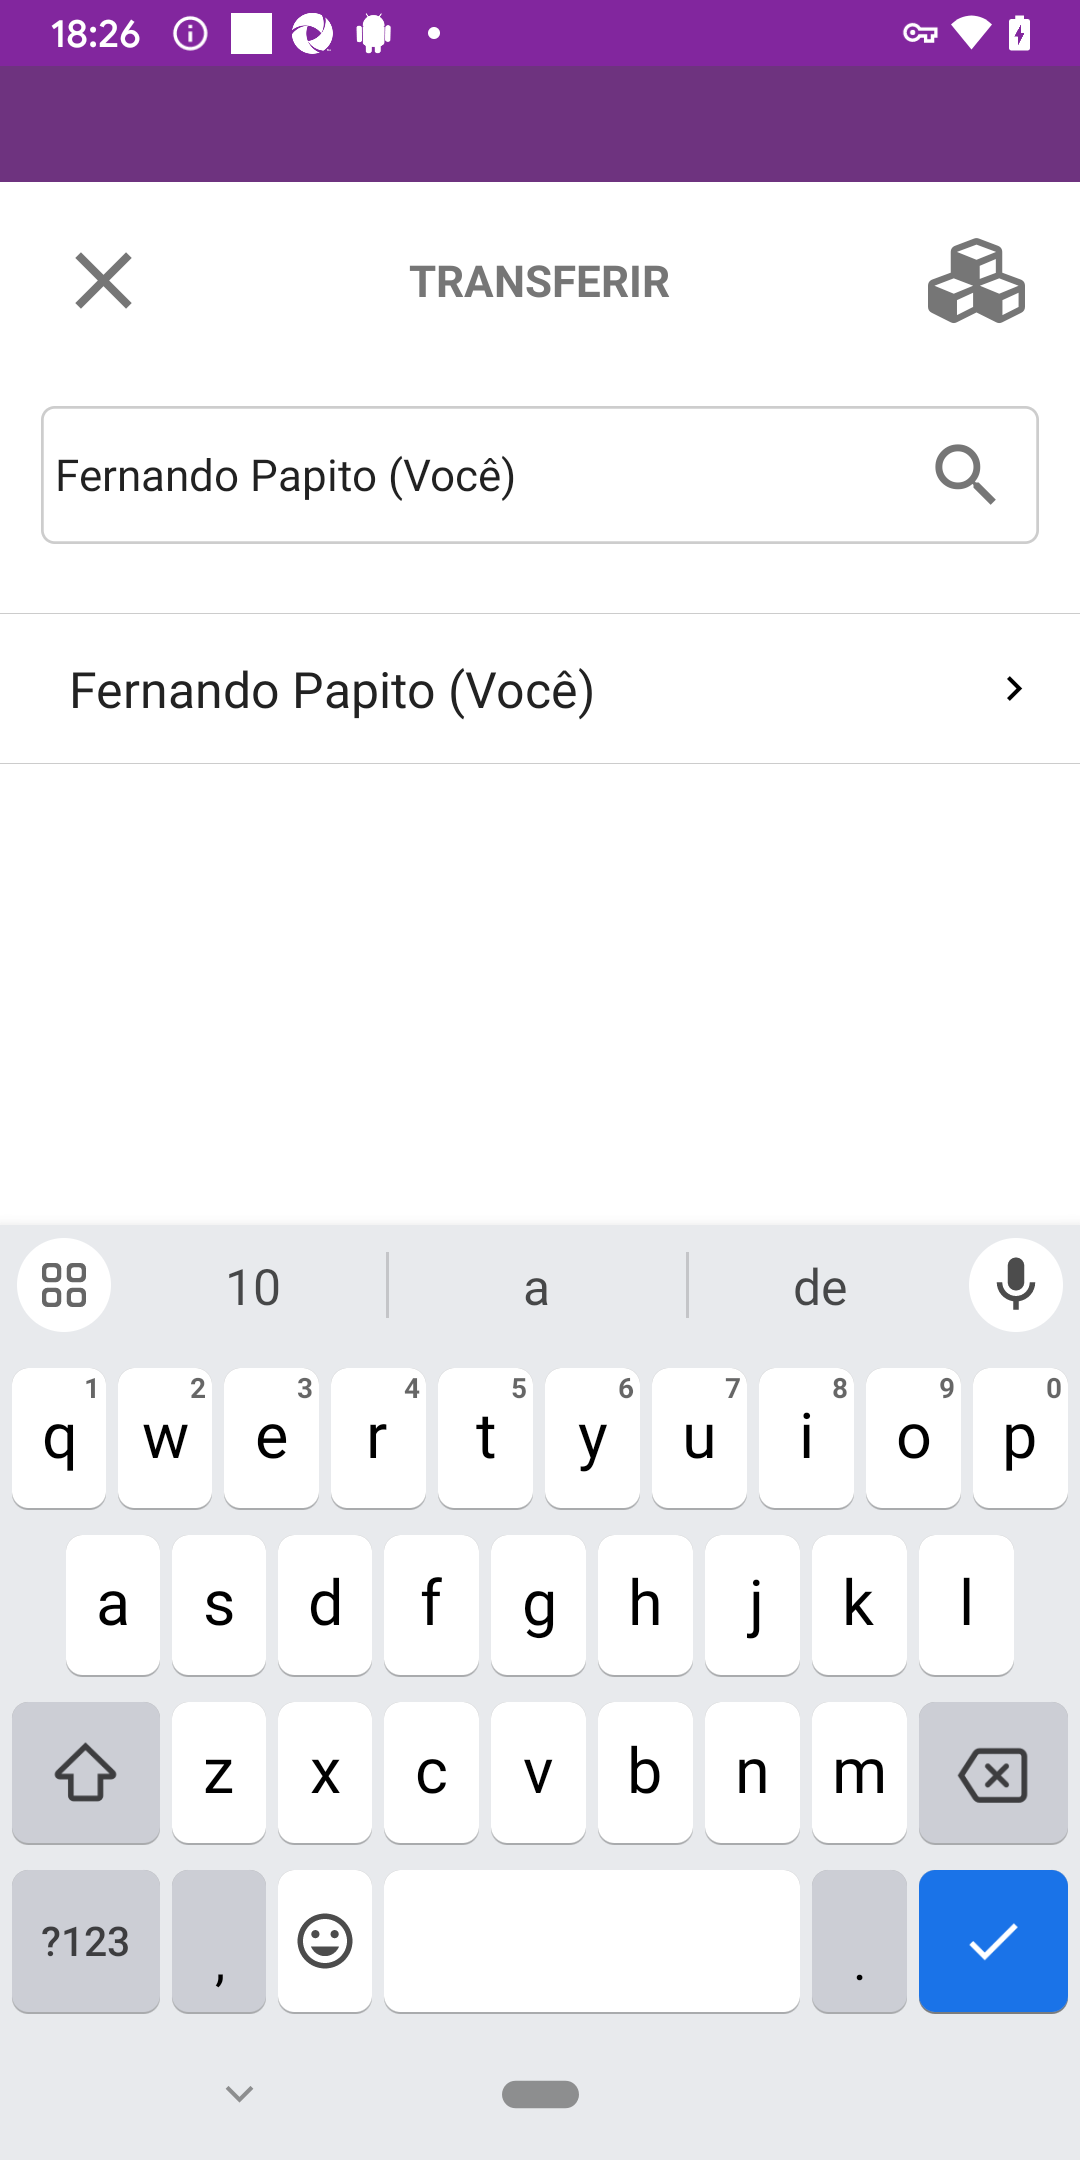 18:26
TRANSFERIR
Fernando Papito (Você)
Fernando Papito (Você)
10 a de
1 2 3 4 5 6 7 8 9 0
q w e r t y u i o p
a s d f g h j k l
z x c v b n m
?123 , .